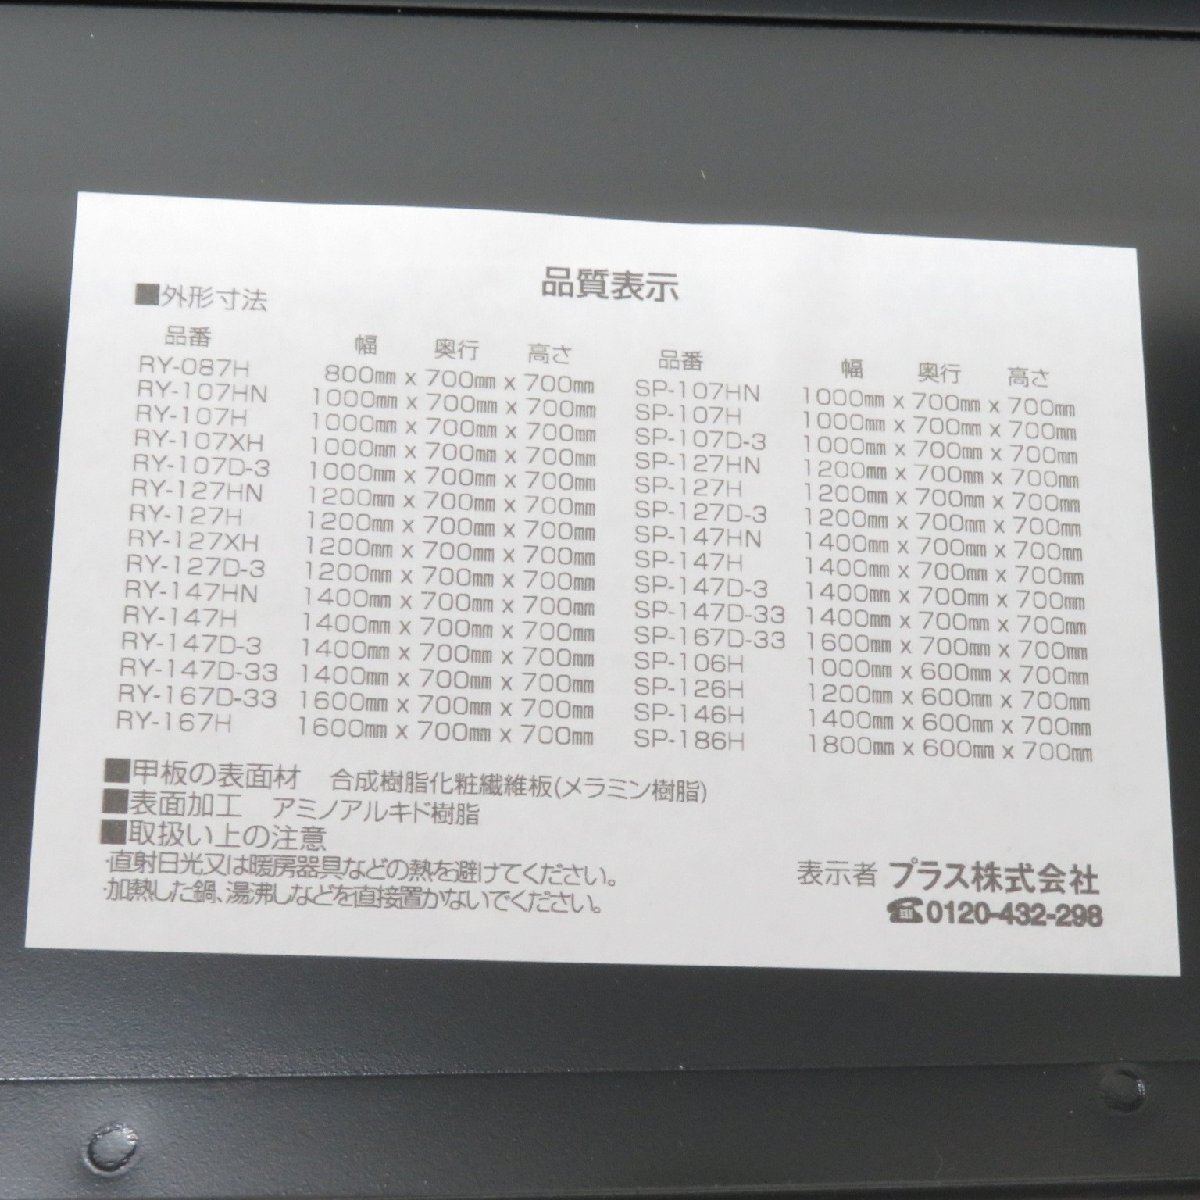 品質表示
■外形寸法
品番 幅 奥行 高さ
RY-087H 800㎜ x 700㎜ x 700㎜
RY-107HN 1000㎜ x 700㎜ x 700㎜
RY-107H 1000㎜ x 700㎜ x 700㎜
RY-107XH 1000㎜ x 700㎜ x 700㎜
RY-107D-3 1000㎜ x 700㎜ x 700㎜
RY-127HN 1200㎜ x 700㎜ x 700㎜
RY-127H 1200㎜ x 700㎜ x 700㎜
RY-127XH 1200㎜ x 700㎜ x 700㎜
RY-127D-3 1200㎜ x 700㎜ x 700㎜
RY-147HN 1400㎜ x 700㎜ x 700㎜
RY-147H 1400㎜ x 700㎜ x 700㎜
RY-147D-3 1400㎜ x 700㎜ x 700㎜
RY-147D-33 1400㎜ x 700㎜ x 700㎜
RY-167D-33 1600㎜ x 700㎜ x 700㎜
RY-167H 1600㎜ x 700㎜ x 700㎜
品番 幅 奥行 高さ
SP-107HN 1000㎜ x 700㎜ x 700㎜
SP-107H 1000㎜ x 700㎜ x 700㎜
SP-107D-3 1000㎜ x 700㎜ x 700㎜
SP-127HN 1200㎜ x 700㎜ x 700㎜
SP-127H 1200㎜ x 700㎜ x 700㎜
SP-127D-3 1200㎜ x 700㎜ x 700㎜
SP-147HN 1400㎜ x 700㎜ x 700㎜
SP-147H 1400㎜ x 700㎜ x 700㎜
SP-147D-3 1400㎜ x 700㎜ x 700㎜
SP-147D-33 1400㎜ x 700㎜ x 700㎜
SP-167D-33 1600㎜ x 700㎜ x 700㎜
SP-106H 1000㎜ x 600㎜ x 700㎜
SP-126H 1200㎜ x 600㎜ x 700㎜
SP-146H 1400㎜ x 600㎜ x 700㎜
SP-186H 1800㎜ x 600㎜ x 700㎜
■甲板の表面材 合成樹脂化粧繊維板(メラミン樹脂)
■表面加工 アミノアルキド樹脂
■取扱い上の注意
・直射日光又は暖房器具などの熱を避けてください。
・加熱した鍋、湯沸しなどを直接置かないでください。
表示者 プラス株式会社
☎0120-432-298